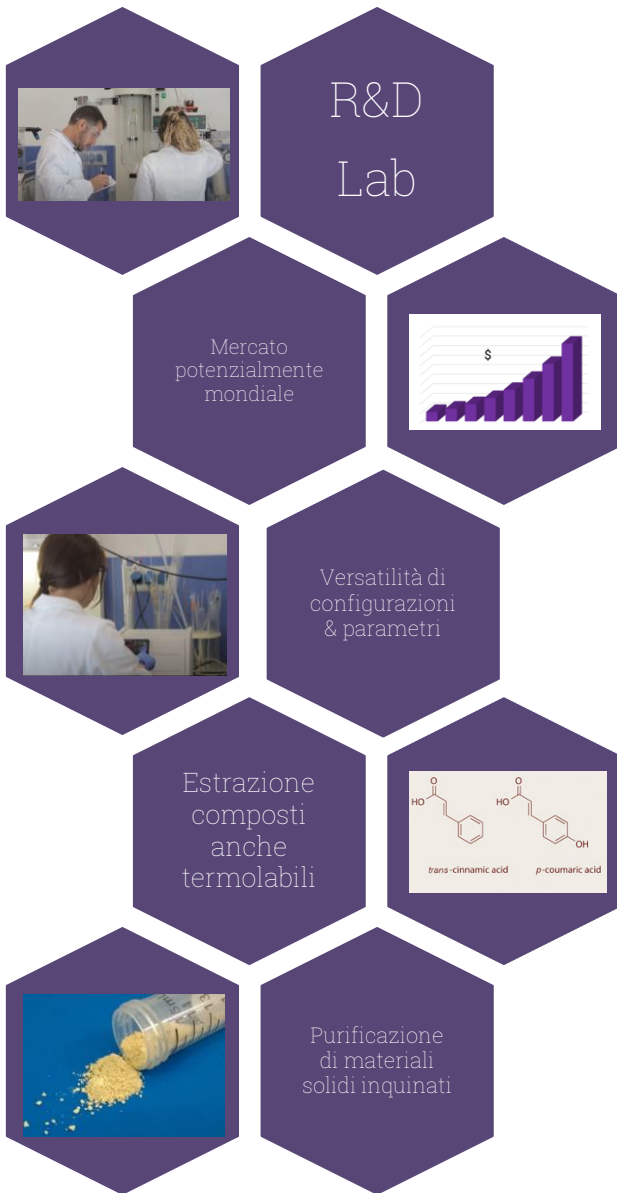 R&D
Lab
Mercato
potenzialmente
mondiale
$
Versatilità di
configurazioni
& parametri
Estrazione
composti
anche
termolabili
O
HO
O
HO
OH
trans-cinnamic acid
p-coumaric acid
Purificazione
di materiali
solidi inquinati